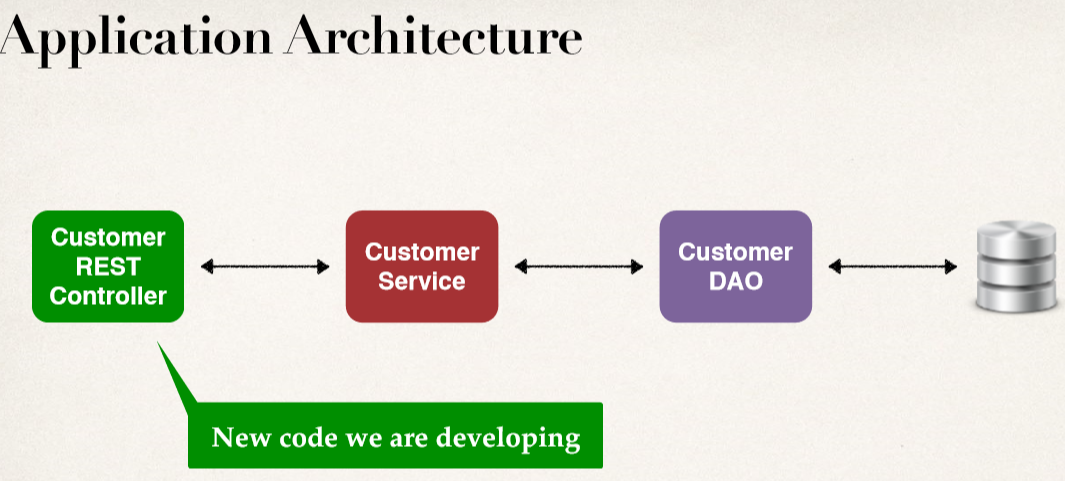 Application Architecture
Customer
REST
Controller
Customer
Service
Customer
DAO
New code we are developing